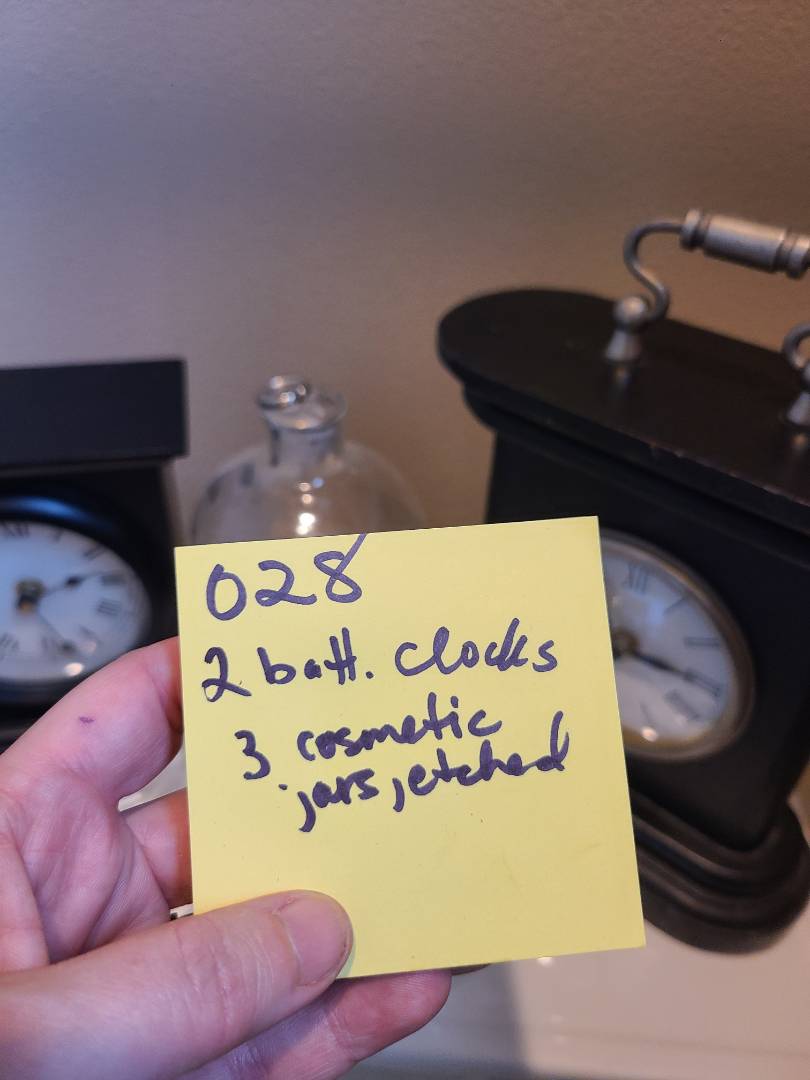 028
2 batt. clocks
3 cosmetic
jars, etched